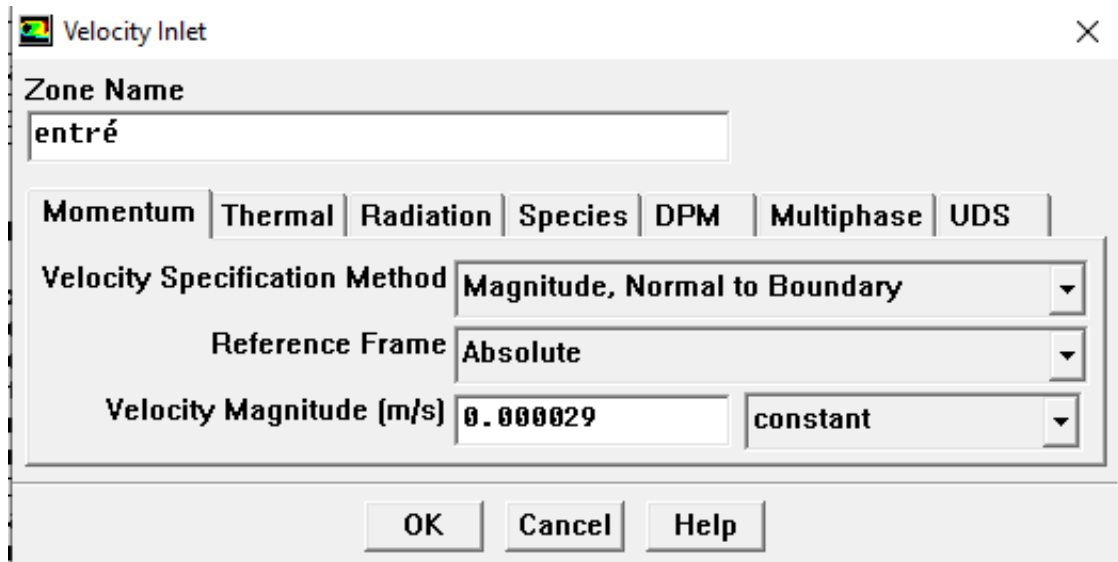 Velocity Inlet
Zone Name
entré
Momentum Thermal Radiation Species DPM Multiphase UDS
Velocity Specification Method Magnitude, Normal to Boundary
Reference Frame Absolute
Velocity Magnitude (m/s) 0.000029 constant
OK Cancel Help